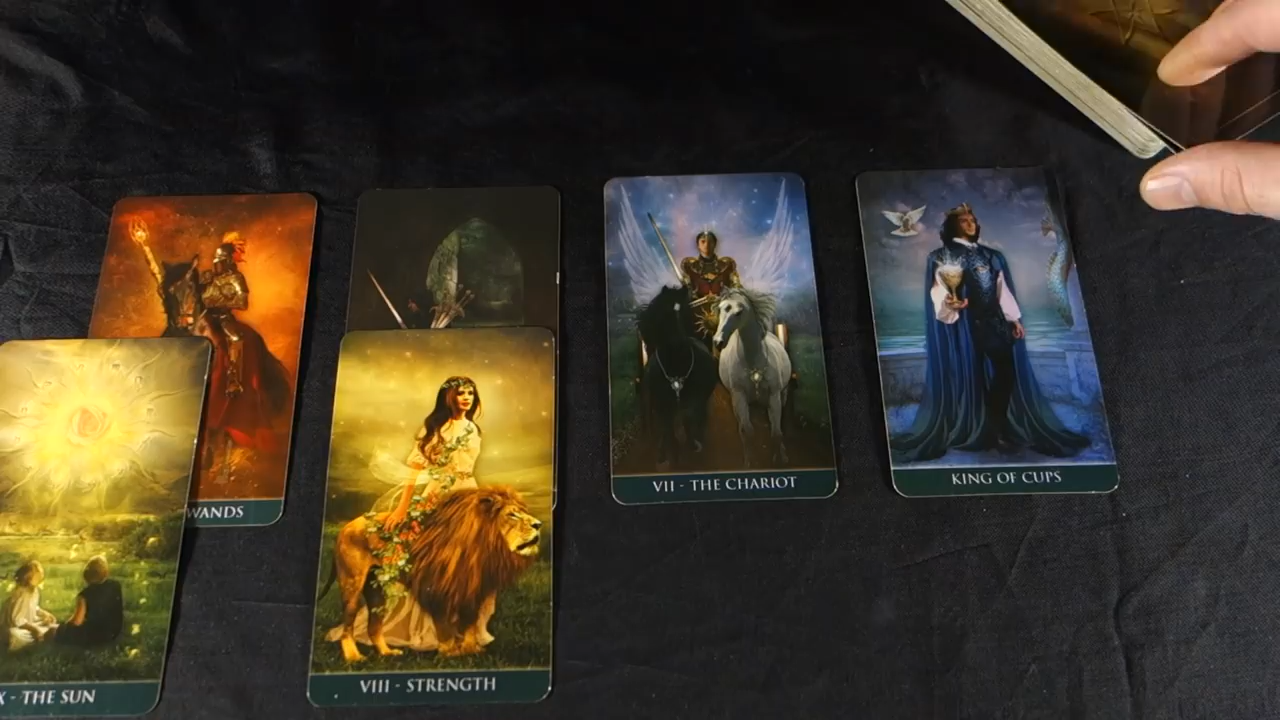 WANDS
VII - THE CHARIOT
KING OF CUPS
X - THE SUN
VIII - STRENGTH